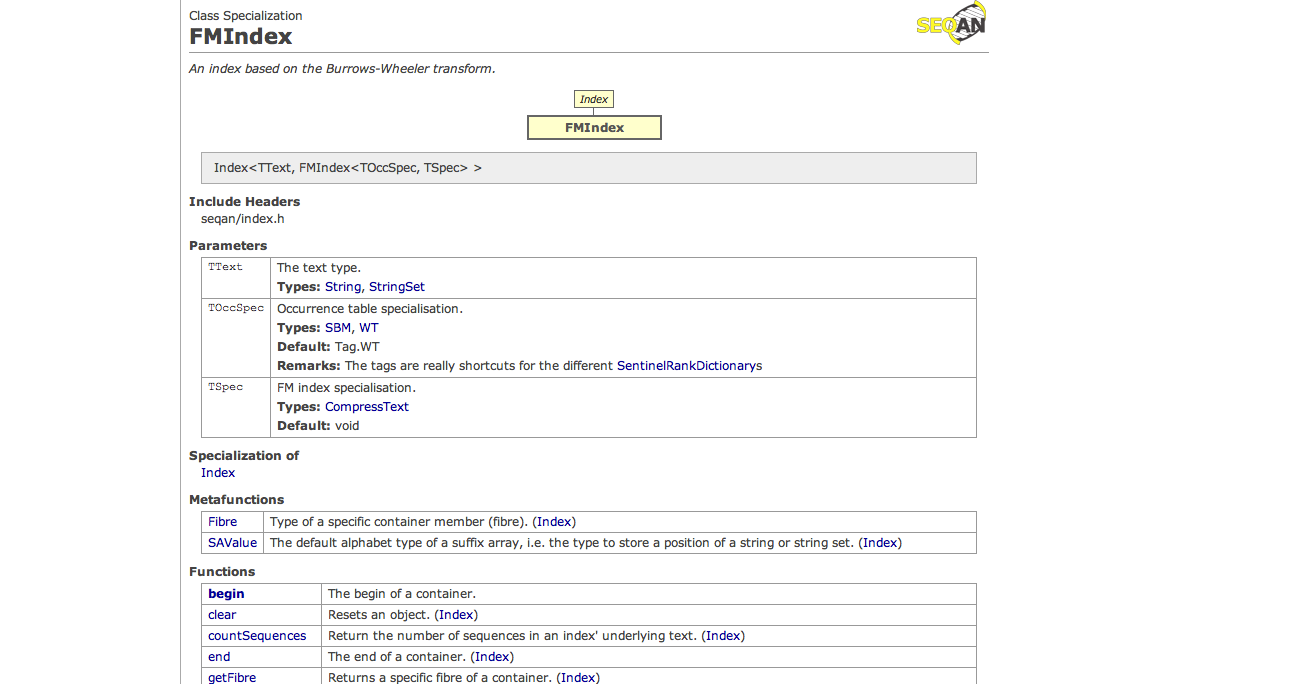 Class Specialization
FMIndex
SEQAN
An index based on the Burrows-Wheeler transform.
Index
FMIndex
Index<TText, FMIndex<TOccSpec, TSpec> >
Include Headers
seqan/index.h
Parameters
TText The text type.
Types: String, StringSet
TOccSpec Occurrence table specialisation.
Types: SBM, WT
Default: Tag.WT
Remarks: The tags are really shortcuts for the different SentinelRankDictionarys
TSpec FM index specialisation.
Types: CompressText
Default: void
Specialization of
Index
Metafunctions
Fibre Type of a specific container member (fibre). (Index)
SAValue The default alphabet type of a suffix array, i.e. the type to store a position of a string or string set. (Index)
Functions
begin The begin of a container.
clear Resets an object. (Index)
countSequences Return the number of sequences in an index' underlying text. (Index)
end The end of a container. (Index)
getFibre Returns a specific fibre of a container. (Index)